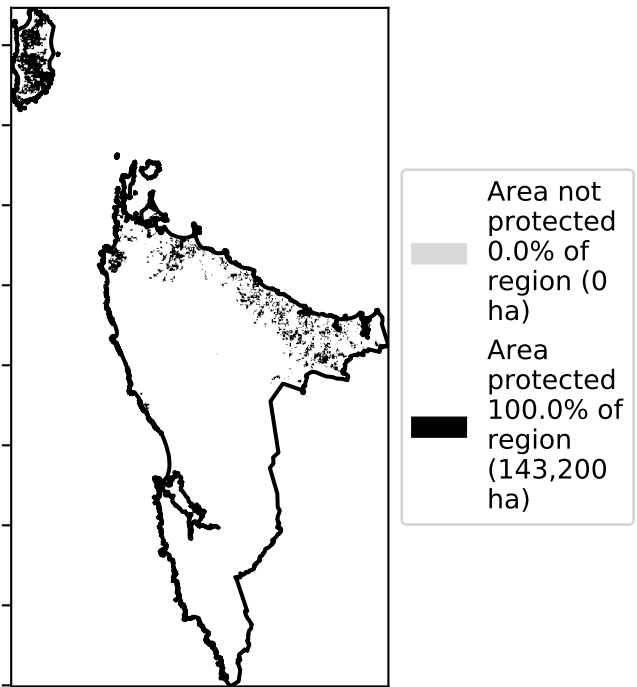 Area not
protected
0.0% of
region (0
ha)
Area
protected
100.0% of
region
(143,200
ha)